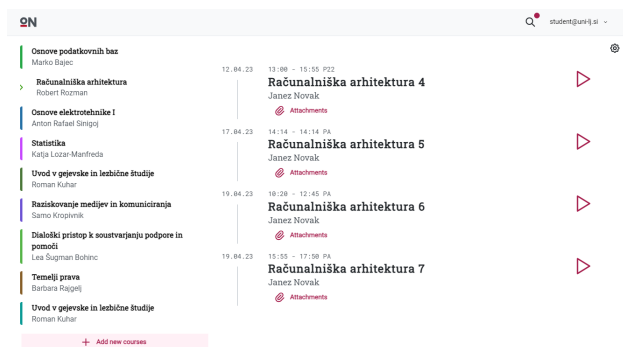 ON
student@uni-lj.si
Osnove podatkovnih baz
Marko Bajec
Računalniška arhitektura
Robert Rozman
Osnove elektrotehnike I
Anton Rafael Sinigoj
Statistika
Katja Lozar-Manfreda
Uvod v gejevske in lezbične študije
Roman Kuhar
Raziskovanje medijev in komuniciranja
Samo Kropivnik
Dialoški pristop k soustvarjanju podpore in
pomoči
Lea Šugman Bohinc
Temelji prava
Barbara Rajgelj
Uvod v gejevske in lezbične študije
Roman Kuhar
Add new courses
12.04.23 13:00 - 15:55 P22
Računalniška arhitektura 4
Janez Novak
Attachments
17.04.23 14:14 - 14:14 PA
Računalniška arhitektura 5
Janez Novak
Attachments
19.04.23 10:20 - 12:45 PA
Računalniška arhitektura 6
Janez Novak
Attachments
19.04.23 15:55 - 17:50 PA
Računalniška arhitektura 7
Janez Novak
Attachments